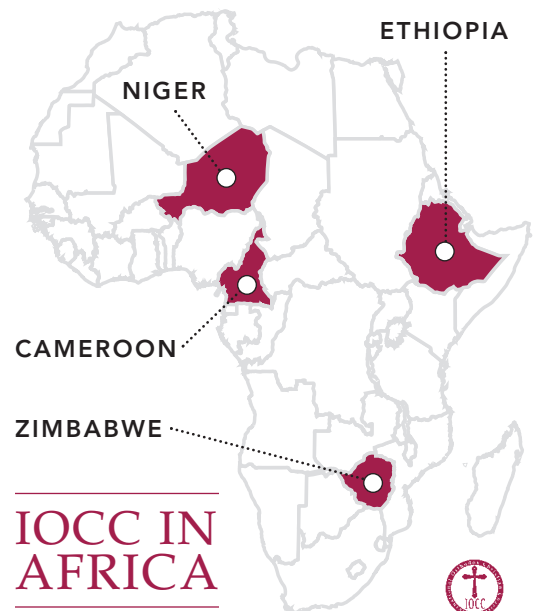 ETHIOPIA
NIGER
CAMEROON
ZIMBABWE
IOCC IN
AFRICA
IOCC